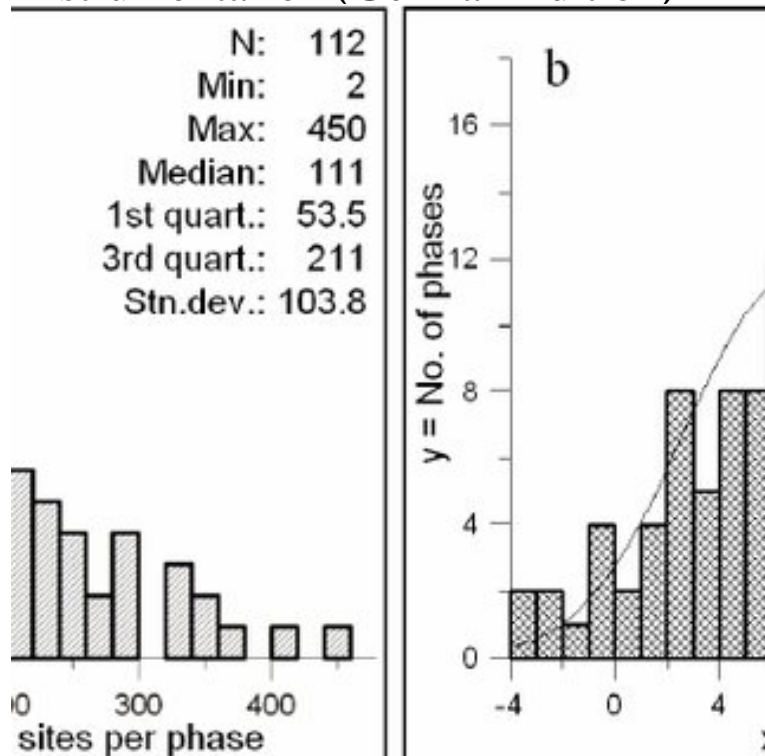 N: 112
Min: 2
Max: 450
Median: 111
1st quart.: 53.5
3rd quart.: 211
Stn.dev.: 103.8
300 400
sites per phase
b
y = No. of phases
16
12
8
4
0
-4 0 4